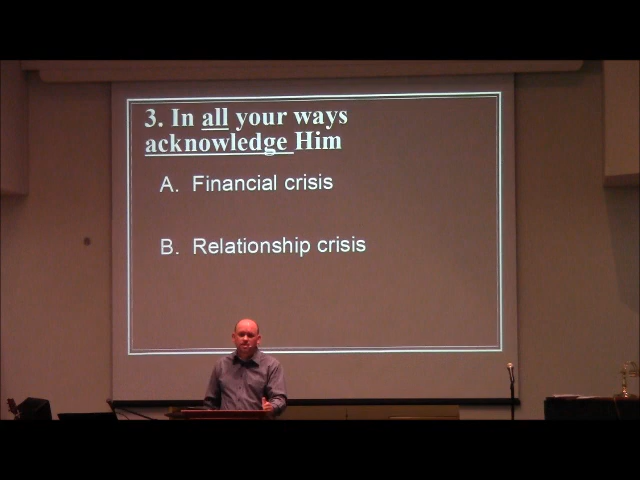 3. In all your ways
acknowledge Him
A. Financial crisis
B. Relationship crisis